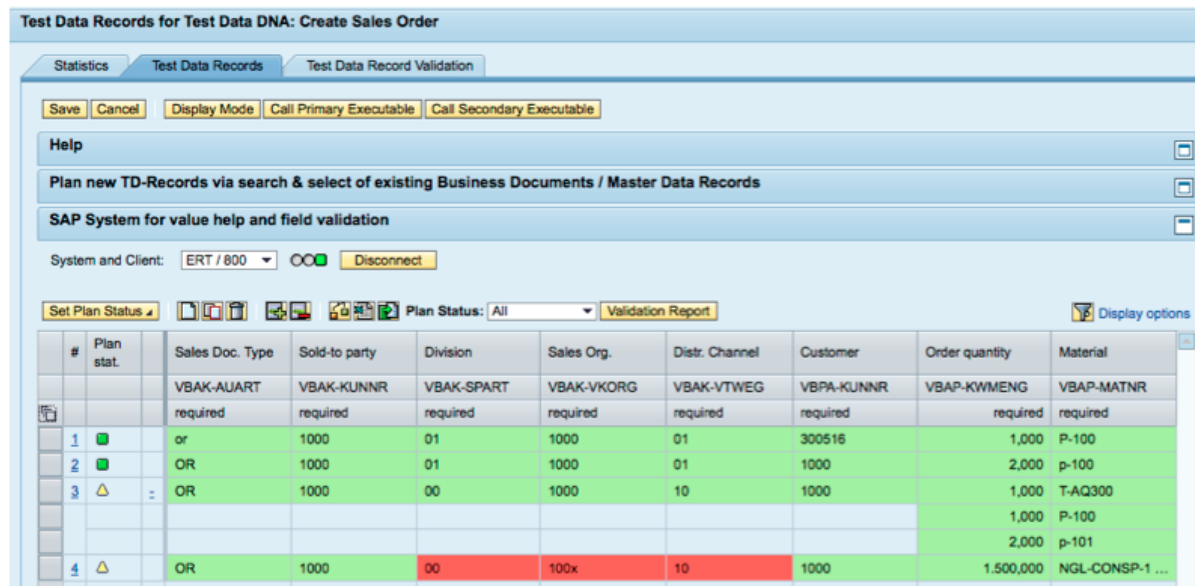 Test Data Records for Test Data DNA: Create Sales Order
Statistics Test Data Records Test Data Record Validation
Save Cancel Display Mode Call Primary Executable Call Secondary Executable
Help
Plan new TD-Records via search & select of existing Business Documents / Master Data Records
SAP System for value help and field validation
System and Client: ERT / 800 Disconnect
Set Plan Status Plan Status: All Validation Report Display options
# Plan stat. Sales Doc. Type Sold-to party Division Sales Org. Distr. Channel Customer Order quantity Material
VBAK-AUART VBAK-KUNNR VBAK-SPART VBAK-VKORG VBAK-VTWEG VBPA-KUNNR VBAP-KWMENG VBAP-MATNR
required required required required required required required required
1 or 1000 01 1000 01 300516 1,000 P-100
2 OR 1000 01 1000 01 1000 2,000 p-100
3 - OR 1000 00 1000 10 1000 1,000 T-AQ300
1,000 P-100
2,000 p-101
4 OR 1000 00 100x 10 1000 1.500,000 NGL-CONSP-1 ...